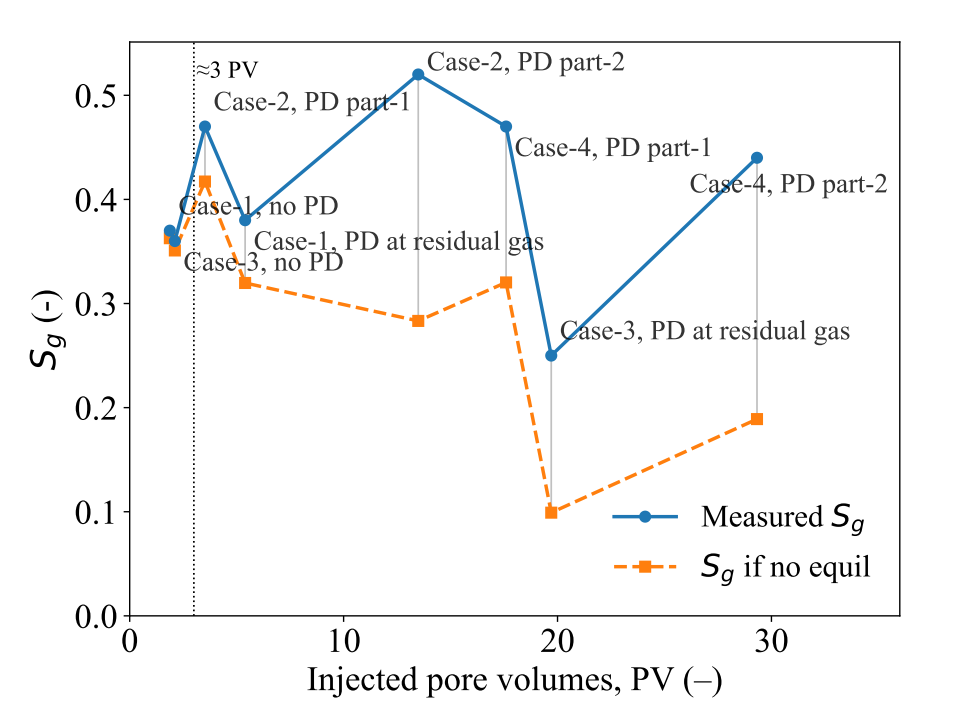 ≈3 PV
Case-2, PD part-2
Case-2, PD part-1
Case-4, PD part-1
Case-4, PD part-2
Case-1, no PD
Case-1, PD at residual gas
Case-3, no PD
Case-3, PD at residual gas
Measured Sg
Sg if no equil
0.5
0.4
0.3
0.2
0.1
0.0
Sg (-)
0 10 20 30
Injected pore volumes, PV (–)